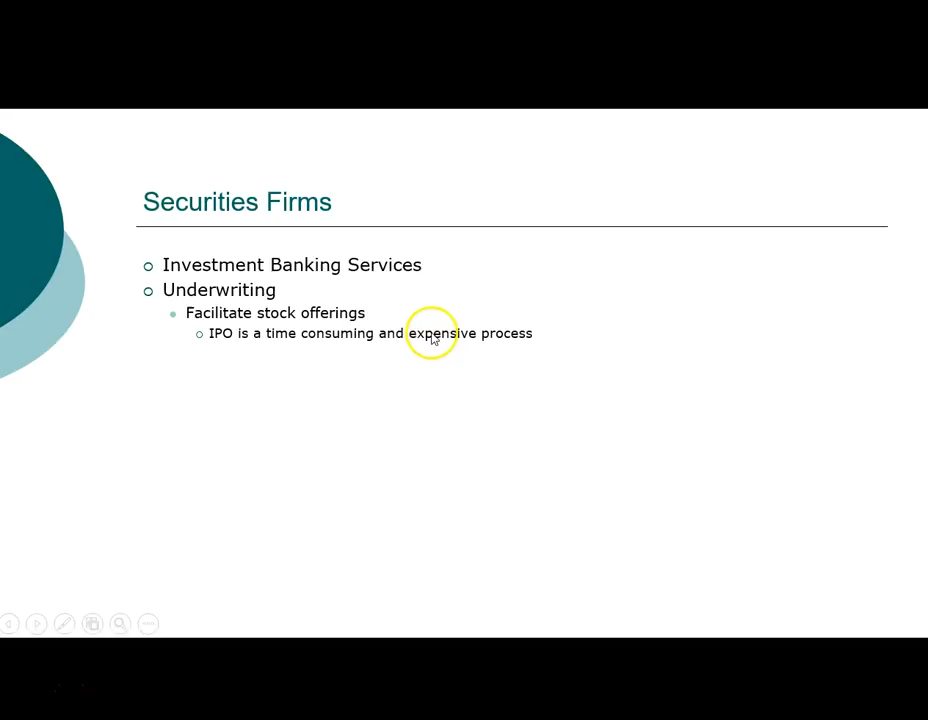 Securities Firms
Investment Banking Services
Underwriting
Facilitate stock offerings
IPO is a time consuming and expensive process